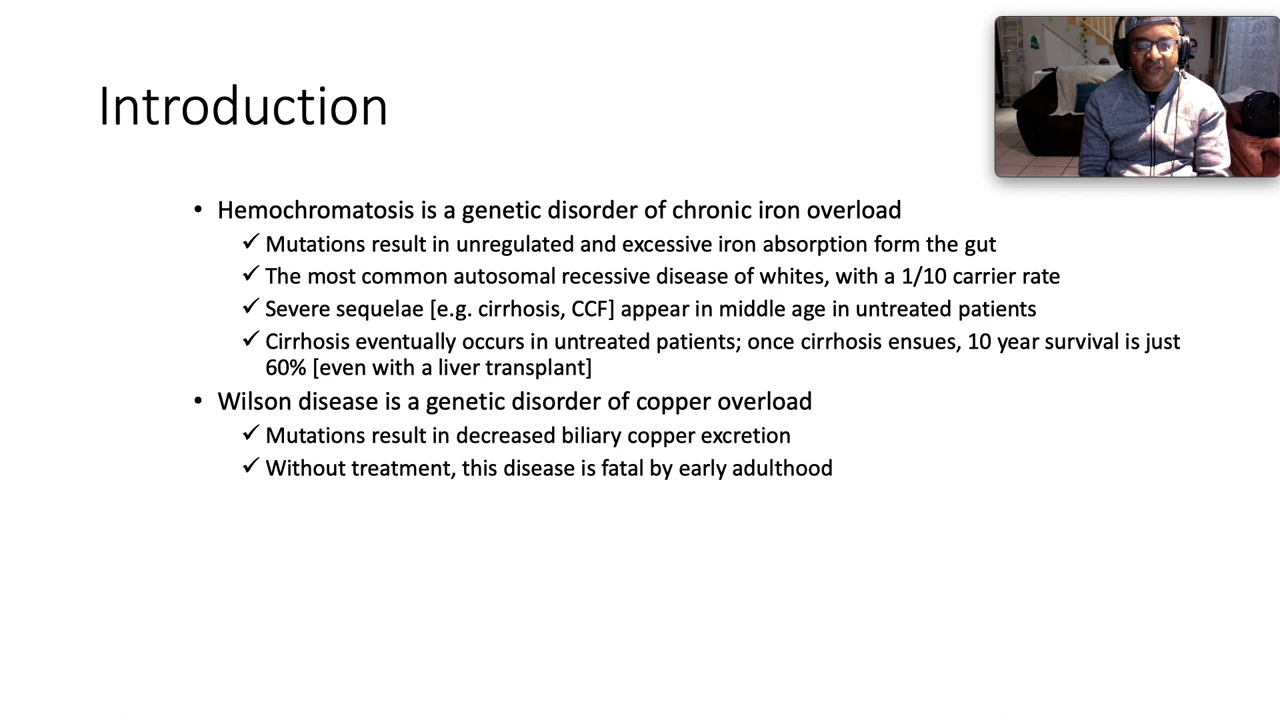 Introduction
• Hemochromatosis is a genetic disorder of chronic iron overload
✓ Mutations result in unregulated and excessive iron absorption form the gut
✓ The most common autosomal recessive disease of whites, with a 1/10 carrier rate
✓ Severe sequelae [e.g. cirrhosis, CCF] appear in middle age in untreated patients
✓ Cirrhosis eventually occurs in untreated patients; once cirrhosis ensues, 10 year survival is just
60% [even with a liver transplant]
• Wilson disease is a genetic disorder of copper overload
✓ Mutations result in decreased biliary copper excretion
✓ Without treatment, this disease is fatal by early adulthood